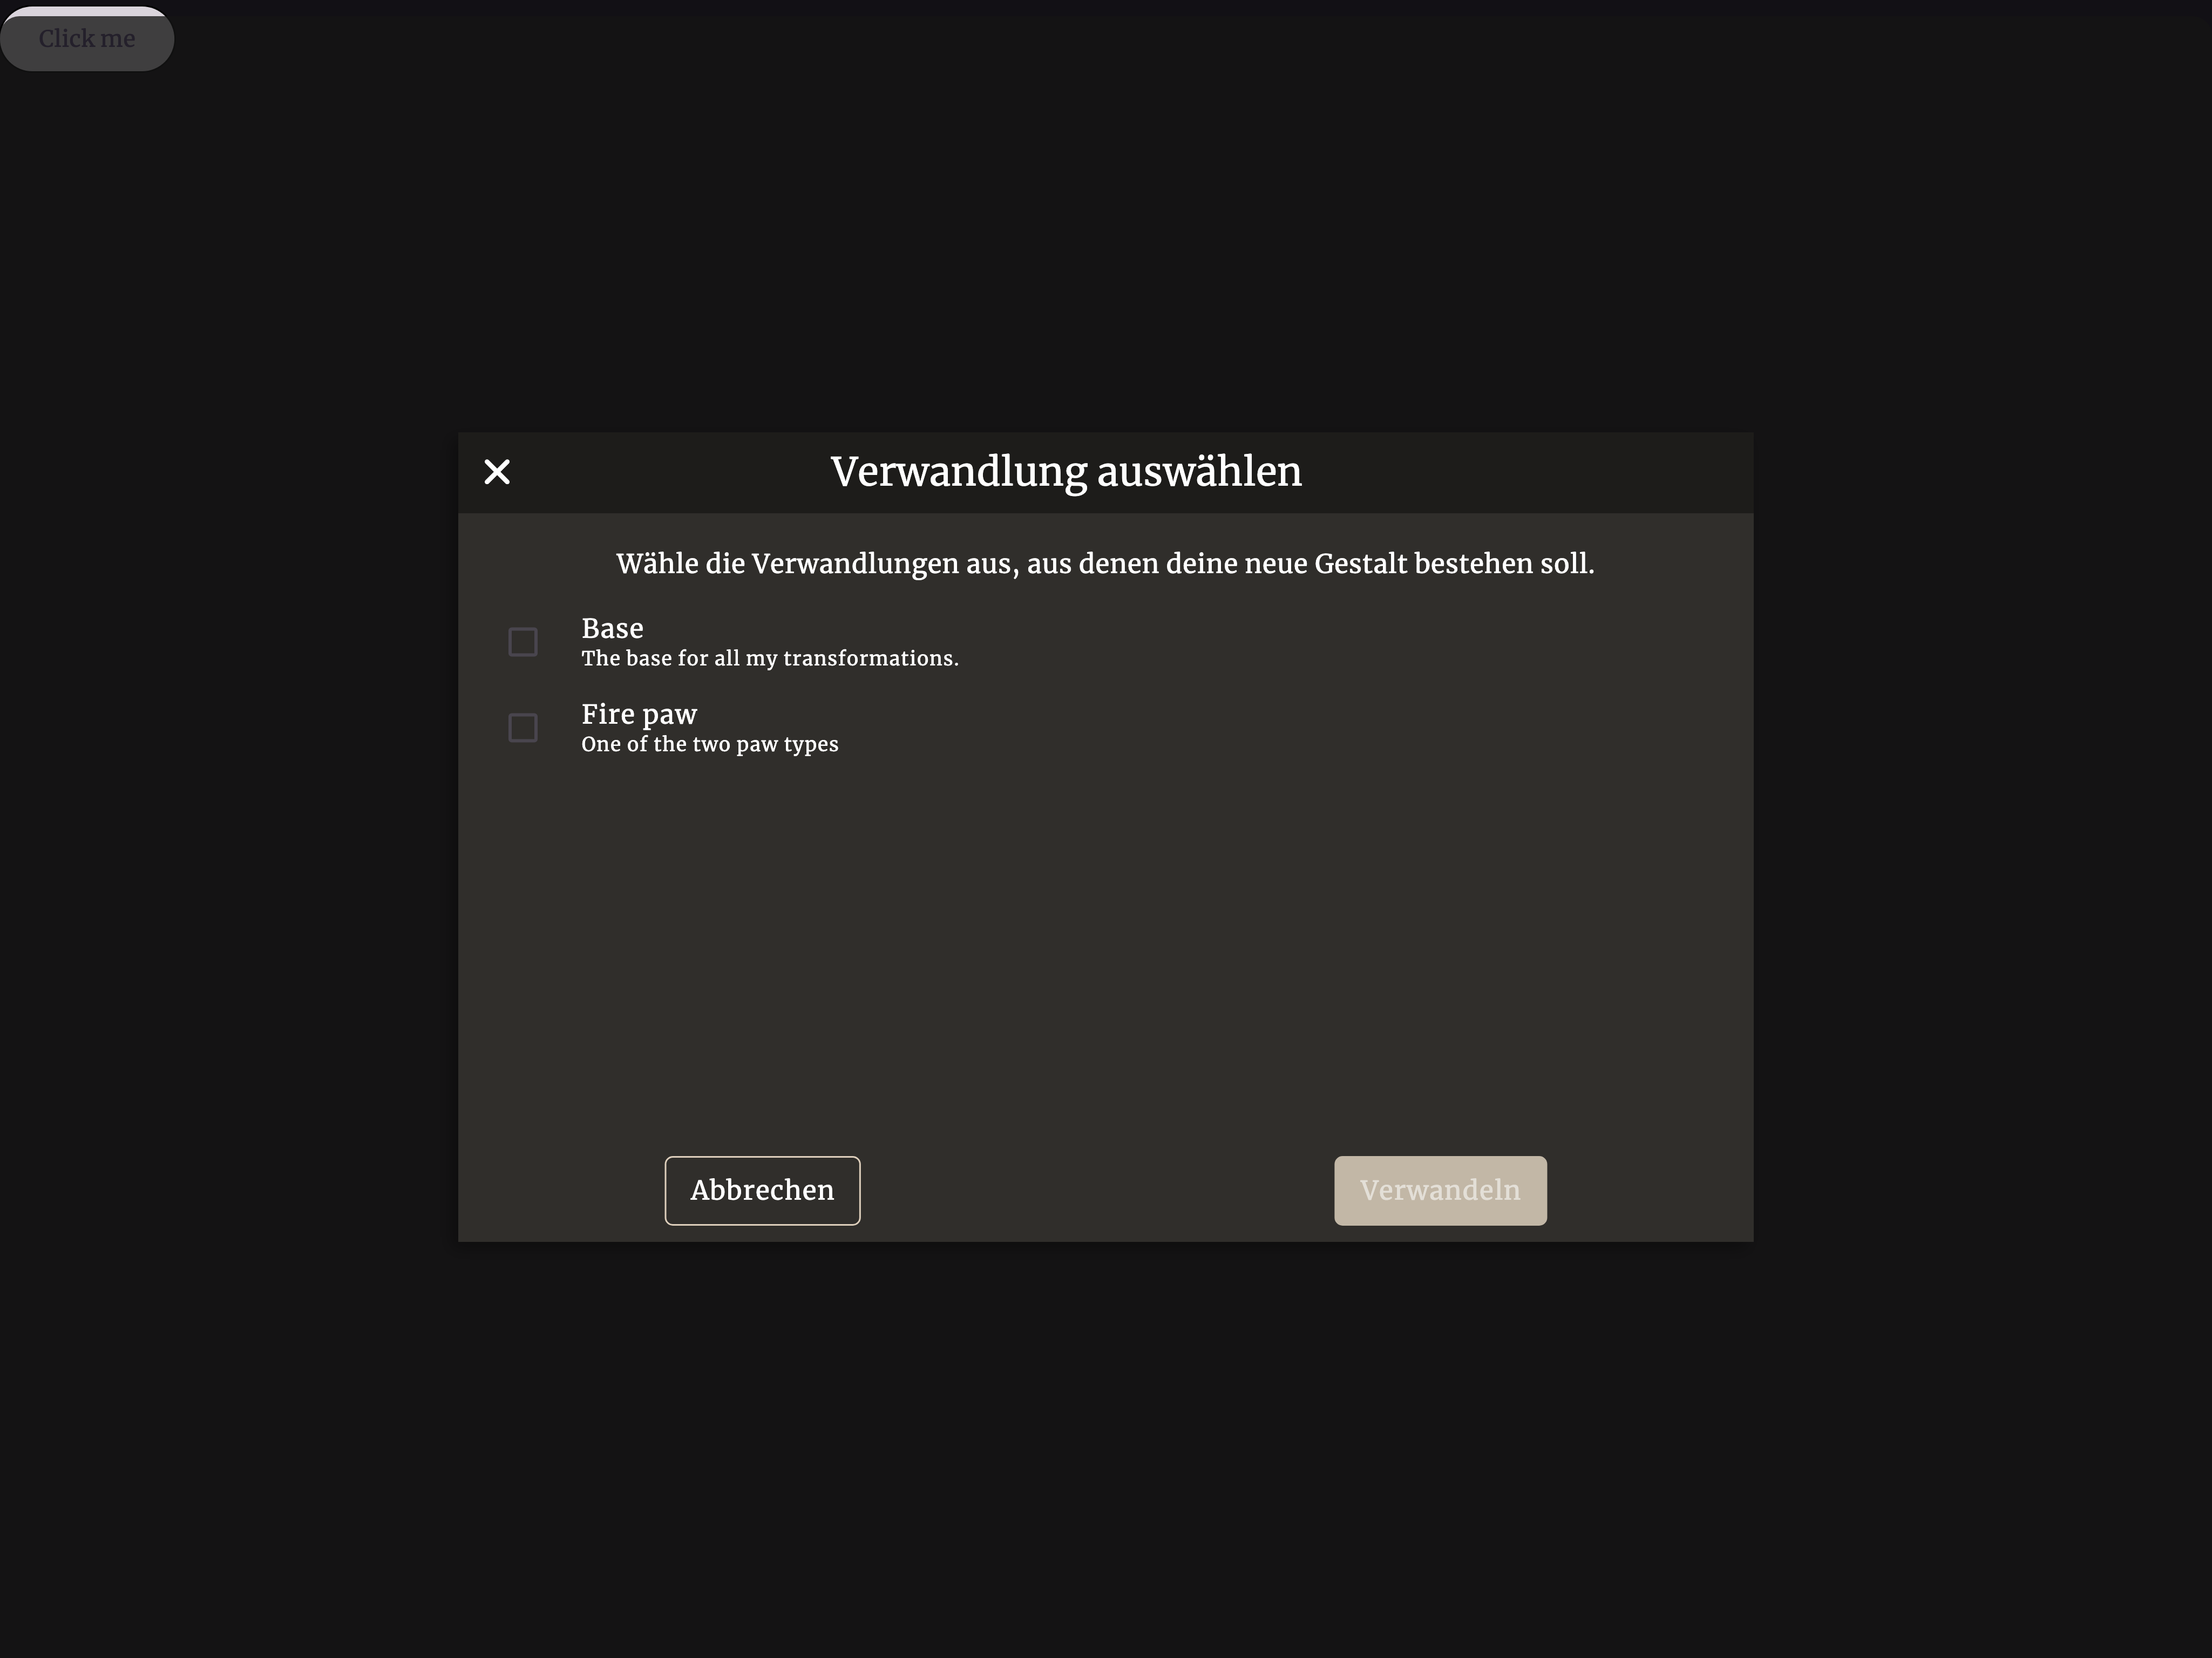 Click me
Verwandlung auswählen
Wähle die Verwandlungen aus, aus denen deine neue Gestalt bestehen soll.
Base
The base for all my transformations.
Fire paw
One of the two paw types
Abbrechen
Verwandeln